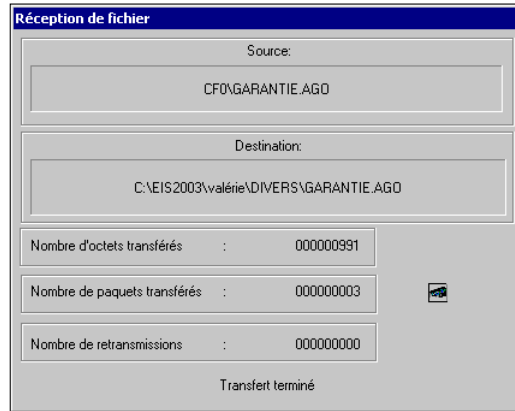 Réception de fichier
Source:
CF0\GARANTIE.AGO
Destination:
C:\EIS2003\valérie\DIVERS\GARANTIE.AGO
Nombre d'octets transférés : 000000991
Nombre de paquets transférés : 000000003
Nombre de retransmissions : 000000000
Transfert terminé